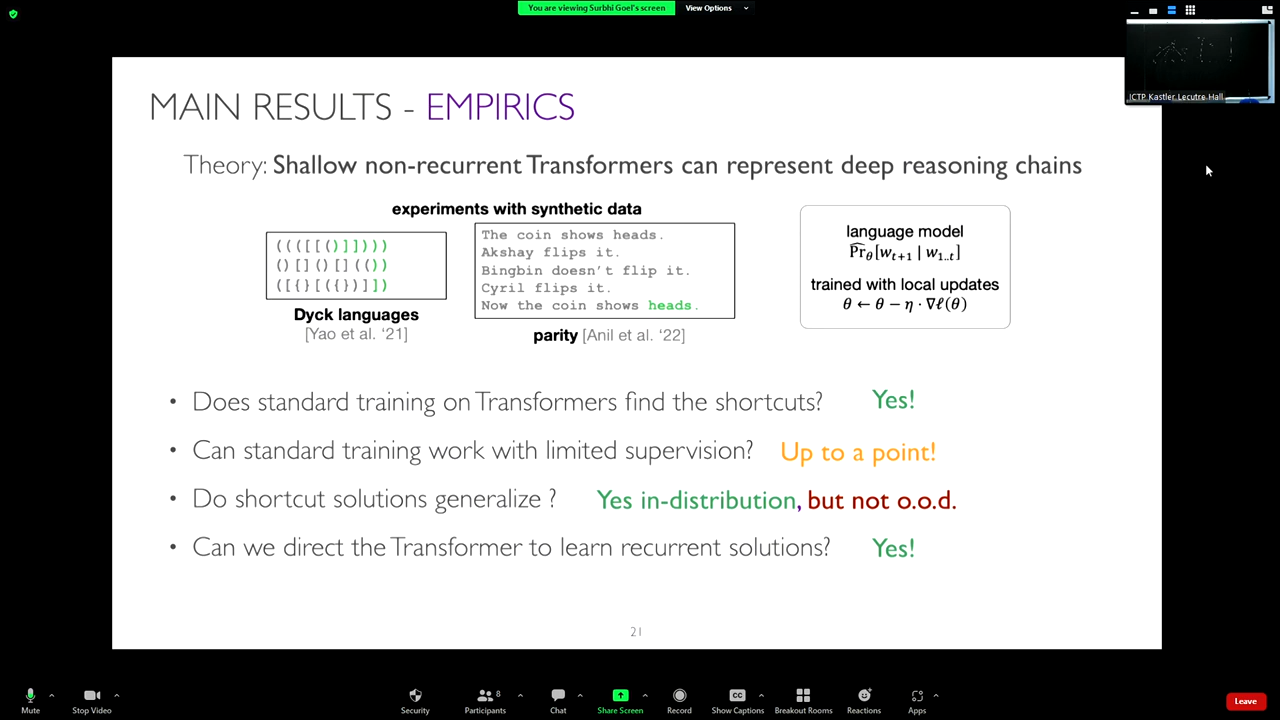 You are viewing Surbhi Goel's screen
View Options
ICTP Kastler Lecutre Hall
MAIN RESULTS - EMPIRICS
Theory: Shallow non-recurrent Transformers can represent deep reasoning chains
experiments with synthetic data
( ( ( [ [ ( ) ] ] ) ) )
( ) [ ] ( ) [ ] ( ( ) )
( [ { } [ ( { } ) ] ] )
Dyck languages
[Yao et al. '21]
The coin shows heads.
Akshay flips it.
Bingbin doesn't flip it.
Cyril flips it.
Now the coin shows heads.
parity [Anil et al. '22]
language model
P̂r_θ[w_{t+1} | w_{1..t}]
trained with local updates
θ ← θ − η · ∇ℓ(θ)
• Does standard training on Transformers find the shortcuts? Yes!
• Can standard training work with limited supervision? Up to a point!
• Do shortcut solutions generalize ? Yes in-distribution, but not o.o.d.
• Can we direct the Transformer to learn recurrent solutions? Yes!
21
Mute
Stop Video
Security
Participants 8
Chat
Share Screen
Record
Show Captions
Breakout Rooms
Reactions
Apps
Leave